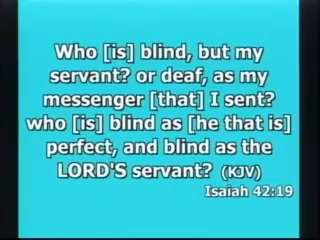 Who [is] blind, but my
servant? or deaf, as my
messenger [that] I sent?
who [is] blind as [he that is]
perfect, and blind as the
LORD'S servant? (KJV)
Isaiah 42:19